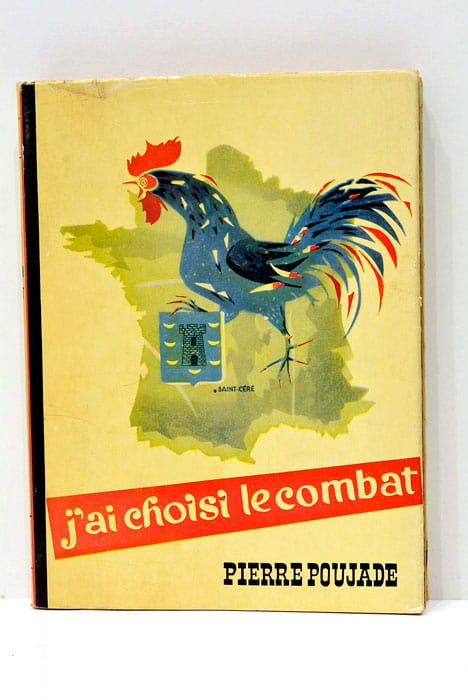 SAINT-CÉRÉ
j'ai choisi le combat
PIERRE POUJADE